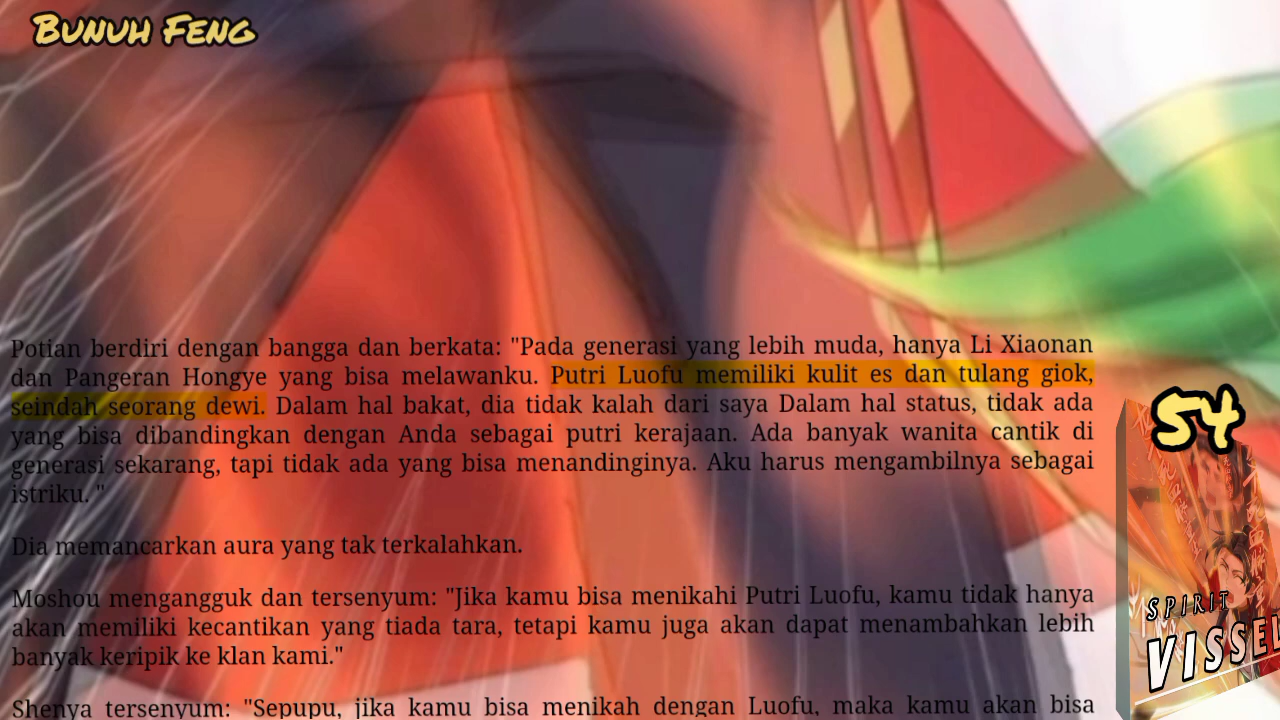 Bunuh Feng
Potian berdiri dengan bangga dan berkata: "Pada generasi yang lebih muda, hanya Li Xiaonan
dan Pangeran Hongye yang bisa melawanku. Putri Luofu memiliki kulit es dan tulang giok,
seindah seorang dewi. Dalam hal bakat, dia tidak kalah dari saya Dalam hal status, tidak ada
yang bisa dibandingkan dengan Anda sebagai putri kerajaan. Ada banyak wanita cantik di
generasi sekarang, tapi tidak ada yang bisa menandinginya. Aku harus mengambilnya sebagai
istriku. "
Dia memancarkan aura yang tak terkalahkan.
Moshou mengangguk dan tersenyum: "Jika kamu bisa menikahi Putri Luofu, kamu tidak hanya
akan memiliki kecantikan yang tiada tara, tetapi kamu juga akan dapat menambahkan lebih
banyak keripik ke klan kami."
Shenya tersenyum: "Sepupu, jika kamu bisa menikah dengan Luofu, maka kamu akan bisa
54
SPIRIT
VISSEL